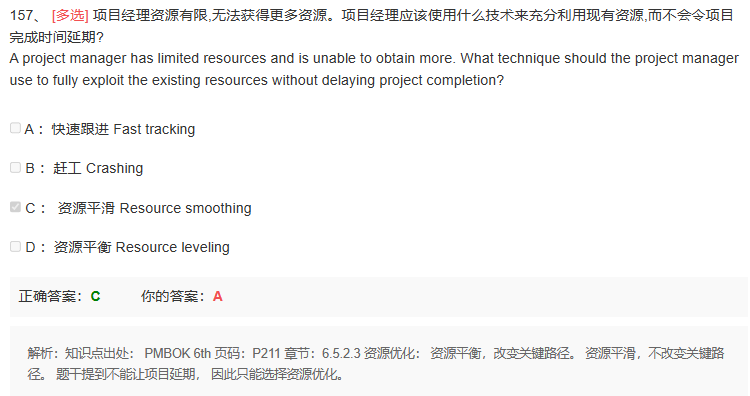 157、 [多选] 项目经理资源有限,无法获得更多资源。项目经理应该使用什么技术来充分利用现有资源,而不会令项目
完成时间延期?
A project manager has limited resources and is unable to obtain more. What technique should the project manager
use to fully exploit the existing resources without delaying project completion?
A： 快速跟进 Fast tracking
B： 赶工 Crashing
C： 资源平滑 Resource smoothing
D： 资源平衡 Resource leveling
正确答案：C 你的答案：A
解析：知识点出处： PMBOK 6th 页码：P211 章节：6.5.2.3 资源优化： 资源平衡，改变关键路径。 资源平滑，不改变关键路
径。 题干提到不能让项目延期， 因此只能选择资源优化。